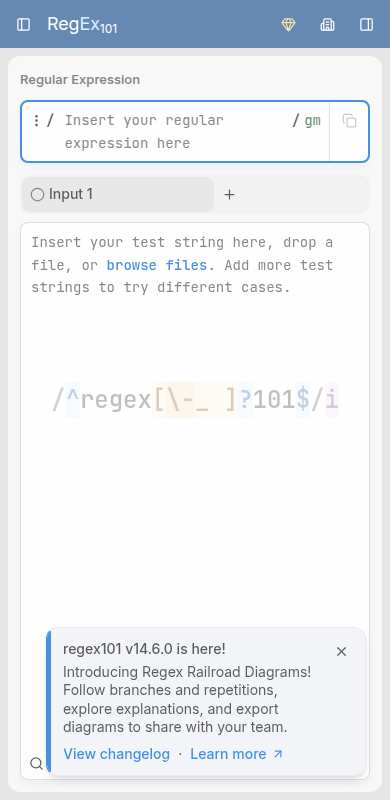 RegEx101
Regular Expression
/ Insert your regular / gm
expression here
Input 1 +
Insert your test string here, drop a
file, or browse files. Add more test
strings to try different cases.
/^regex[\-_ ]?101$/i
regex101 v14.6.0 is here!
Introducing Regex Railroad Diagrams!
Follow branches and repetitions,
explore explanations, and export
diagrams to share with your team.
View changelog · Learn more ↗